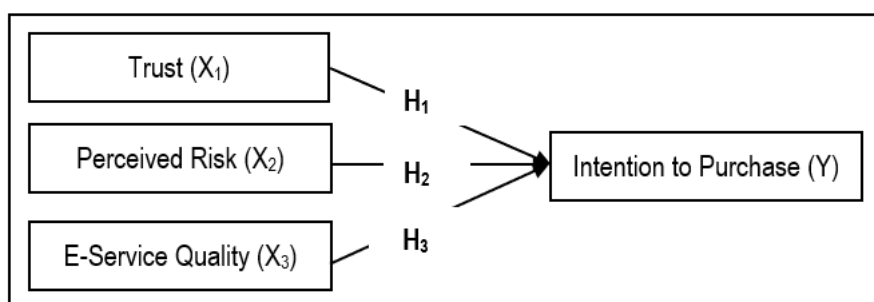 Trust (X₁)
H₁
Perceived Risk (X₂)
H₂
Intention to Purchase (Y)
E-Service Quality (X₃)
H₃